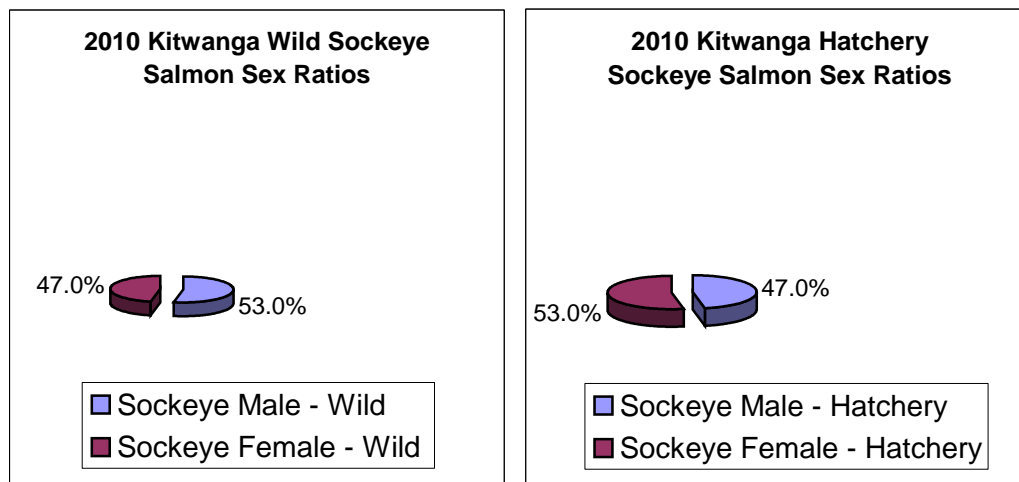 2010 Kitwanga Wild Sockeye
Salmon Sex Ratios
47.0%
53.0%
Sockeye Male - Wild
Sockeye Female - Wild
2010 Kitwanga Hatchery
Sockeye Salmon Sex Ratios
47.0%
53.0%
Sockeye Male - Hatchery
Sockeye Female - Hatchery